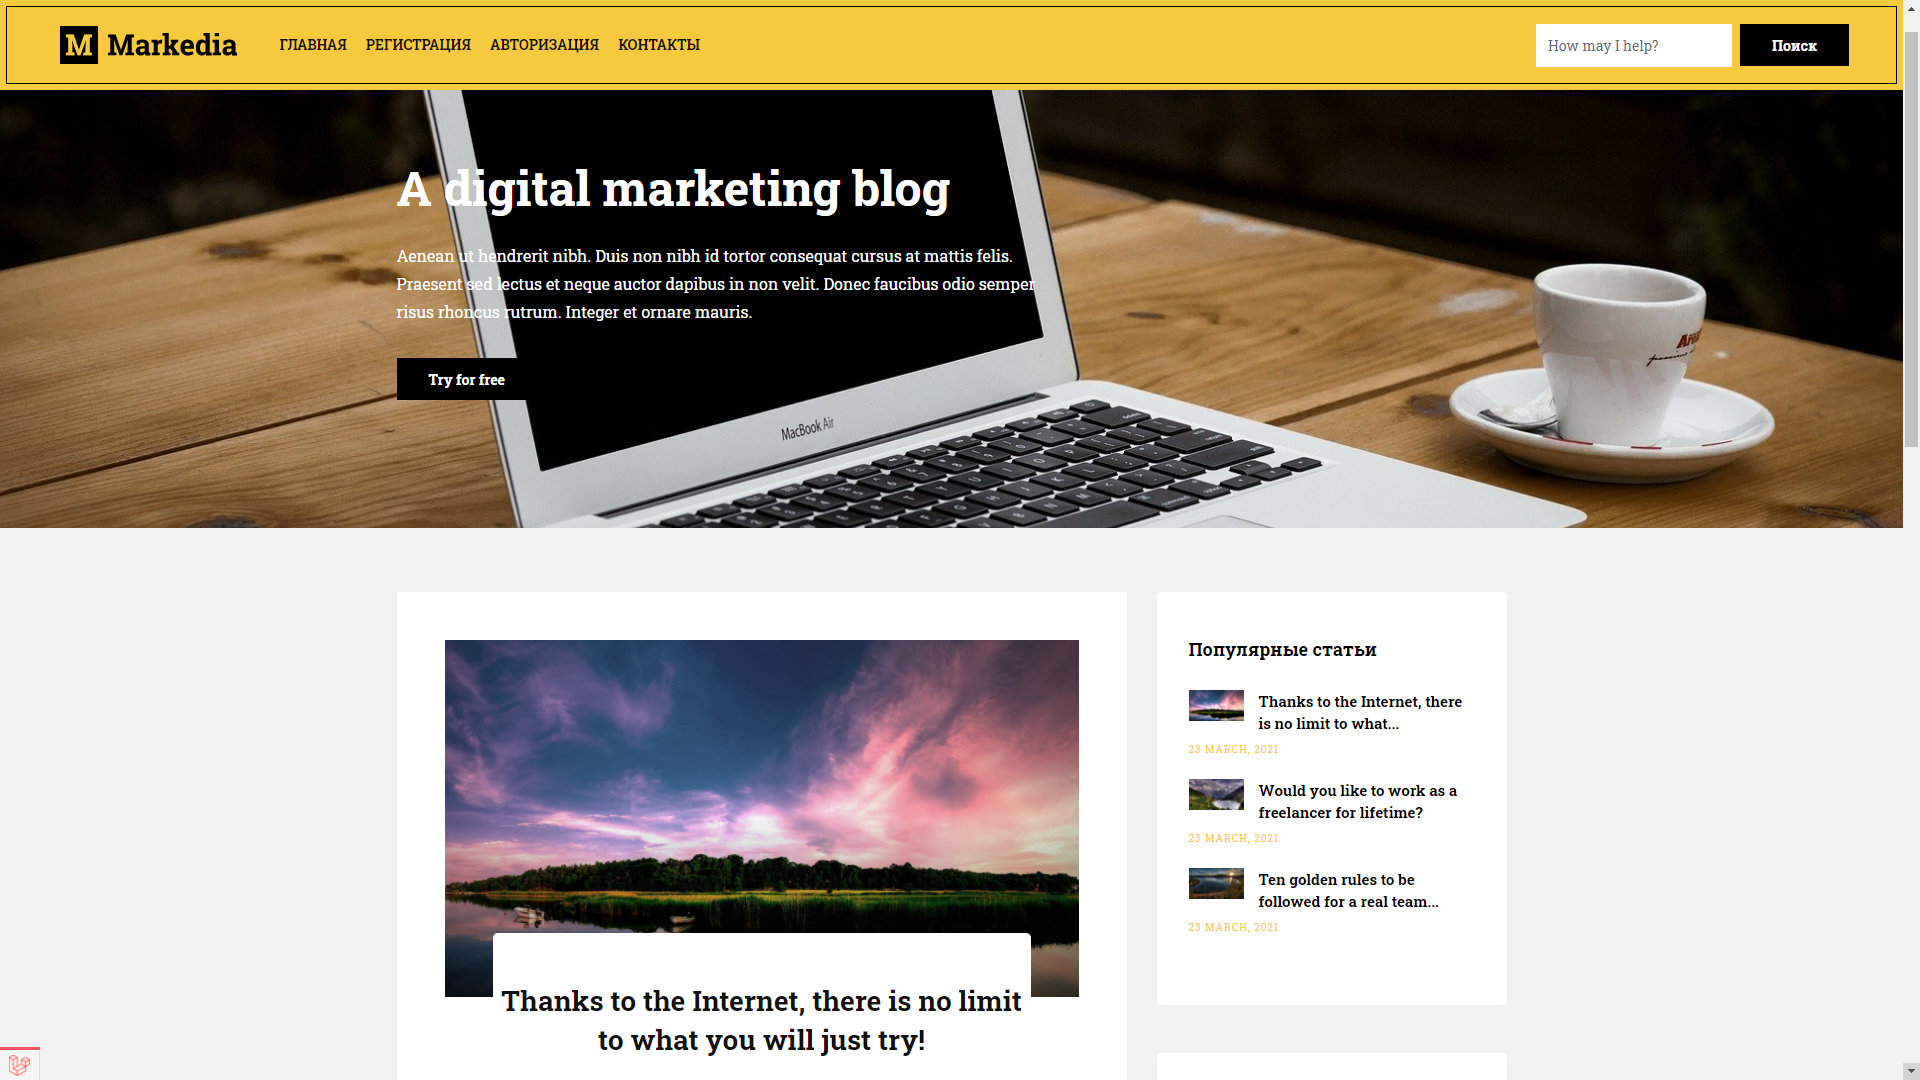 M Markedia
ГЛАВНАЯ РЕГИСТРАЦИЯ АВТОРИЗАЦИЯ КОНТАКТЫ
How may I help?
Поиск
A digital marketing blog
Aenean ut hendrerit nibh. Duis non nibh id tortor consequat cursus at mattis felis.
Praesent sed lectus et neque auctor dapibus in non velit. Donec faucibus odio semper
risus rhoncus rutrum. Integer et ornare mauris.
Try for free
MacBook Air
Thanks to the Internet, there is no limit
to what you will just try!
Популярные статьи
Thanks to the Internet, there
is no limit to what...
23 MARCH, 2021
Would you like to work as a
freelancer for lifetime?
23 MARCH, 2021
Ten golden rules to be
followed for a real team...
23 MARCH, 2021